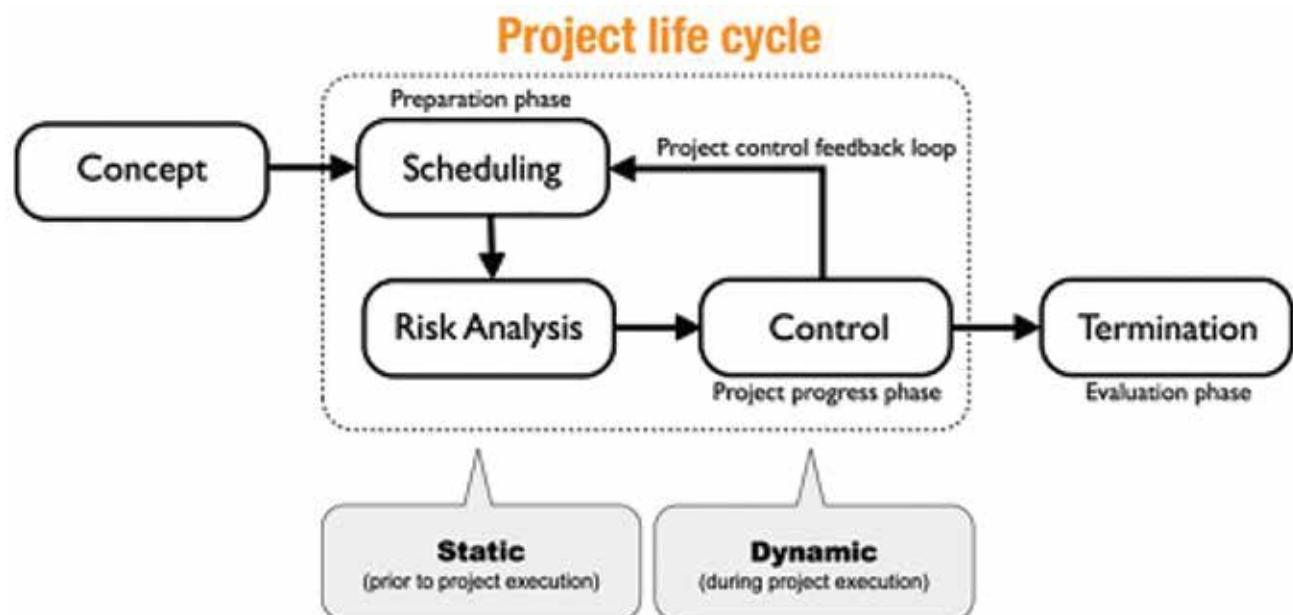 Project life cycle
Preparation phase
Concept
Scheduling
Project control feedback loop
Risk Analysis
Control
Termination
Project progress phase
Evaluation phase
Static
(prior to project execution)
Dynamic
(during project execution)